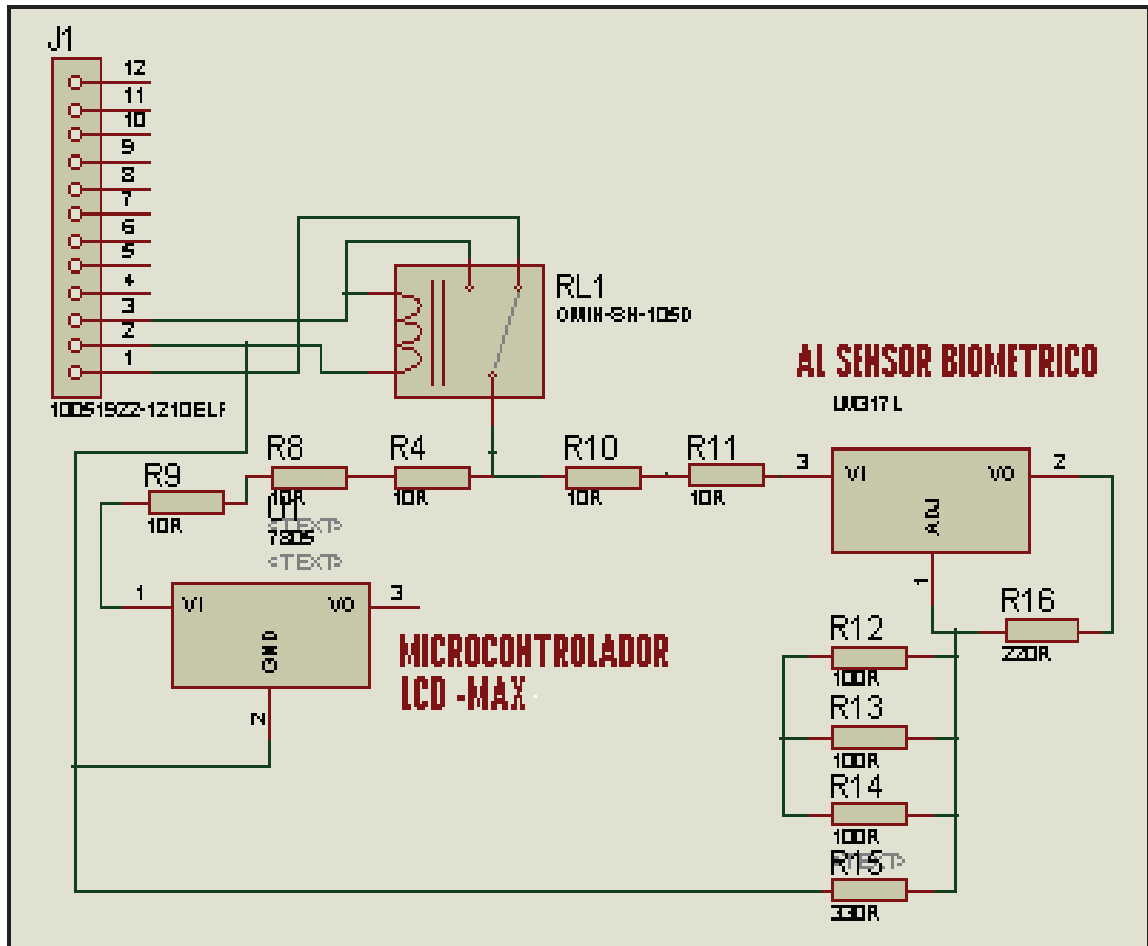 J1
12
11
10
9
8
7
6
5
4
3
2
1
10051922-1210ELF
RL1
OMIH-SH-105D
AL SENSOR BIOMETRICO
LM317L
R9
10R
R8
10R
R4
10R
R10
10R
R11
10R
3
VI
VO
2
ADJ
1
U1
<TEXT>
7805
<TEXT>
1
VI
VO
3
GND
2
MICROCONTROLADOR
LCD -MAX
R16
220R
R12
100R
R13
100R
R14
100R
<TEXT>
R15
330R